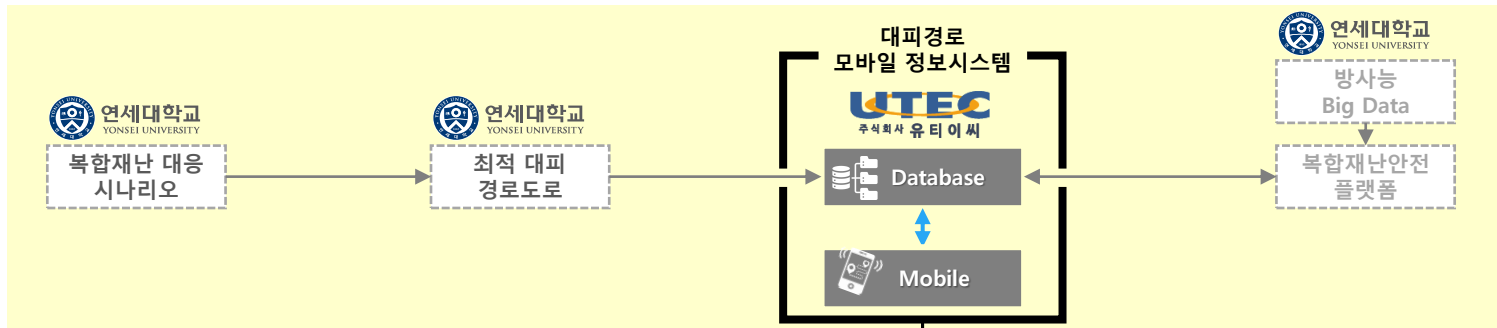 연세대학교
YONSEI UNIVERSITY
복합재난 대응
시나리오
연세대학교
YONSEI UNIVERSITY
최적 대피
경로도로
대피경로
모바일 정보시스템
UTEC
주식회사 유티이씨
Database
Mobile
연세대학교
YONSEI UNIVERSITY
방사능
Big Data
복합재난안전
플랫폼